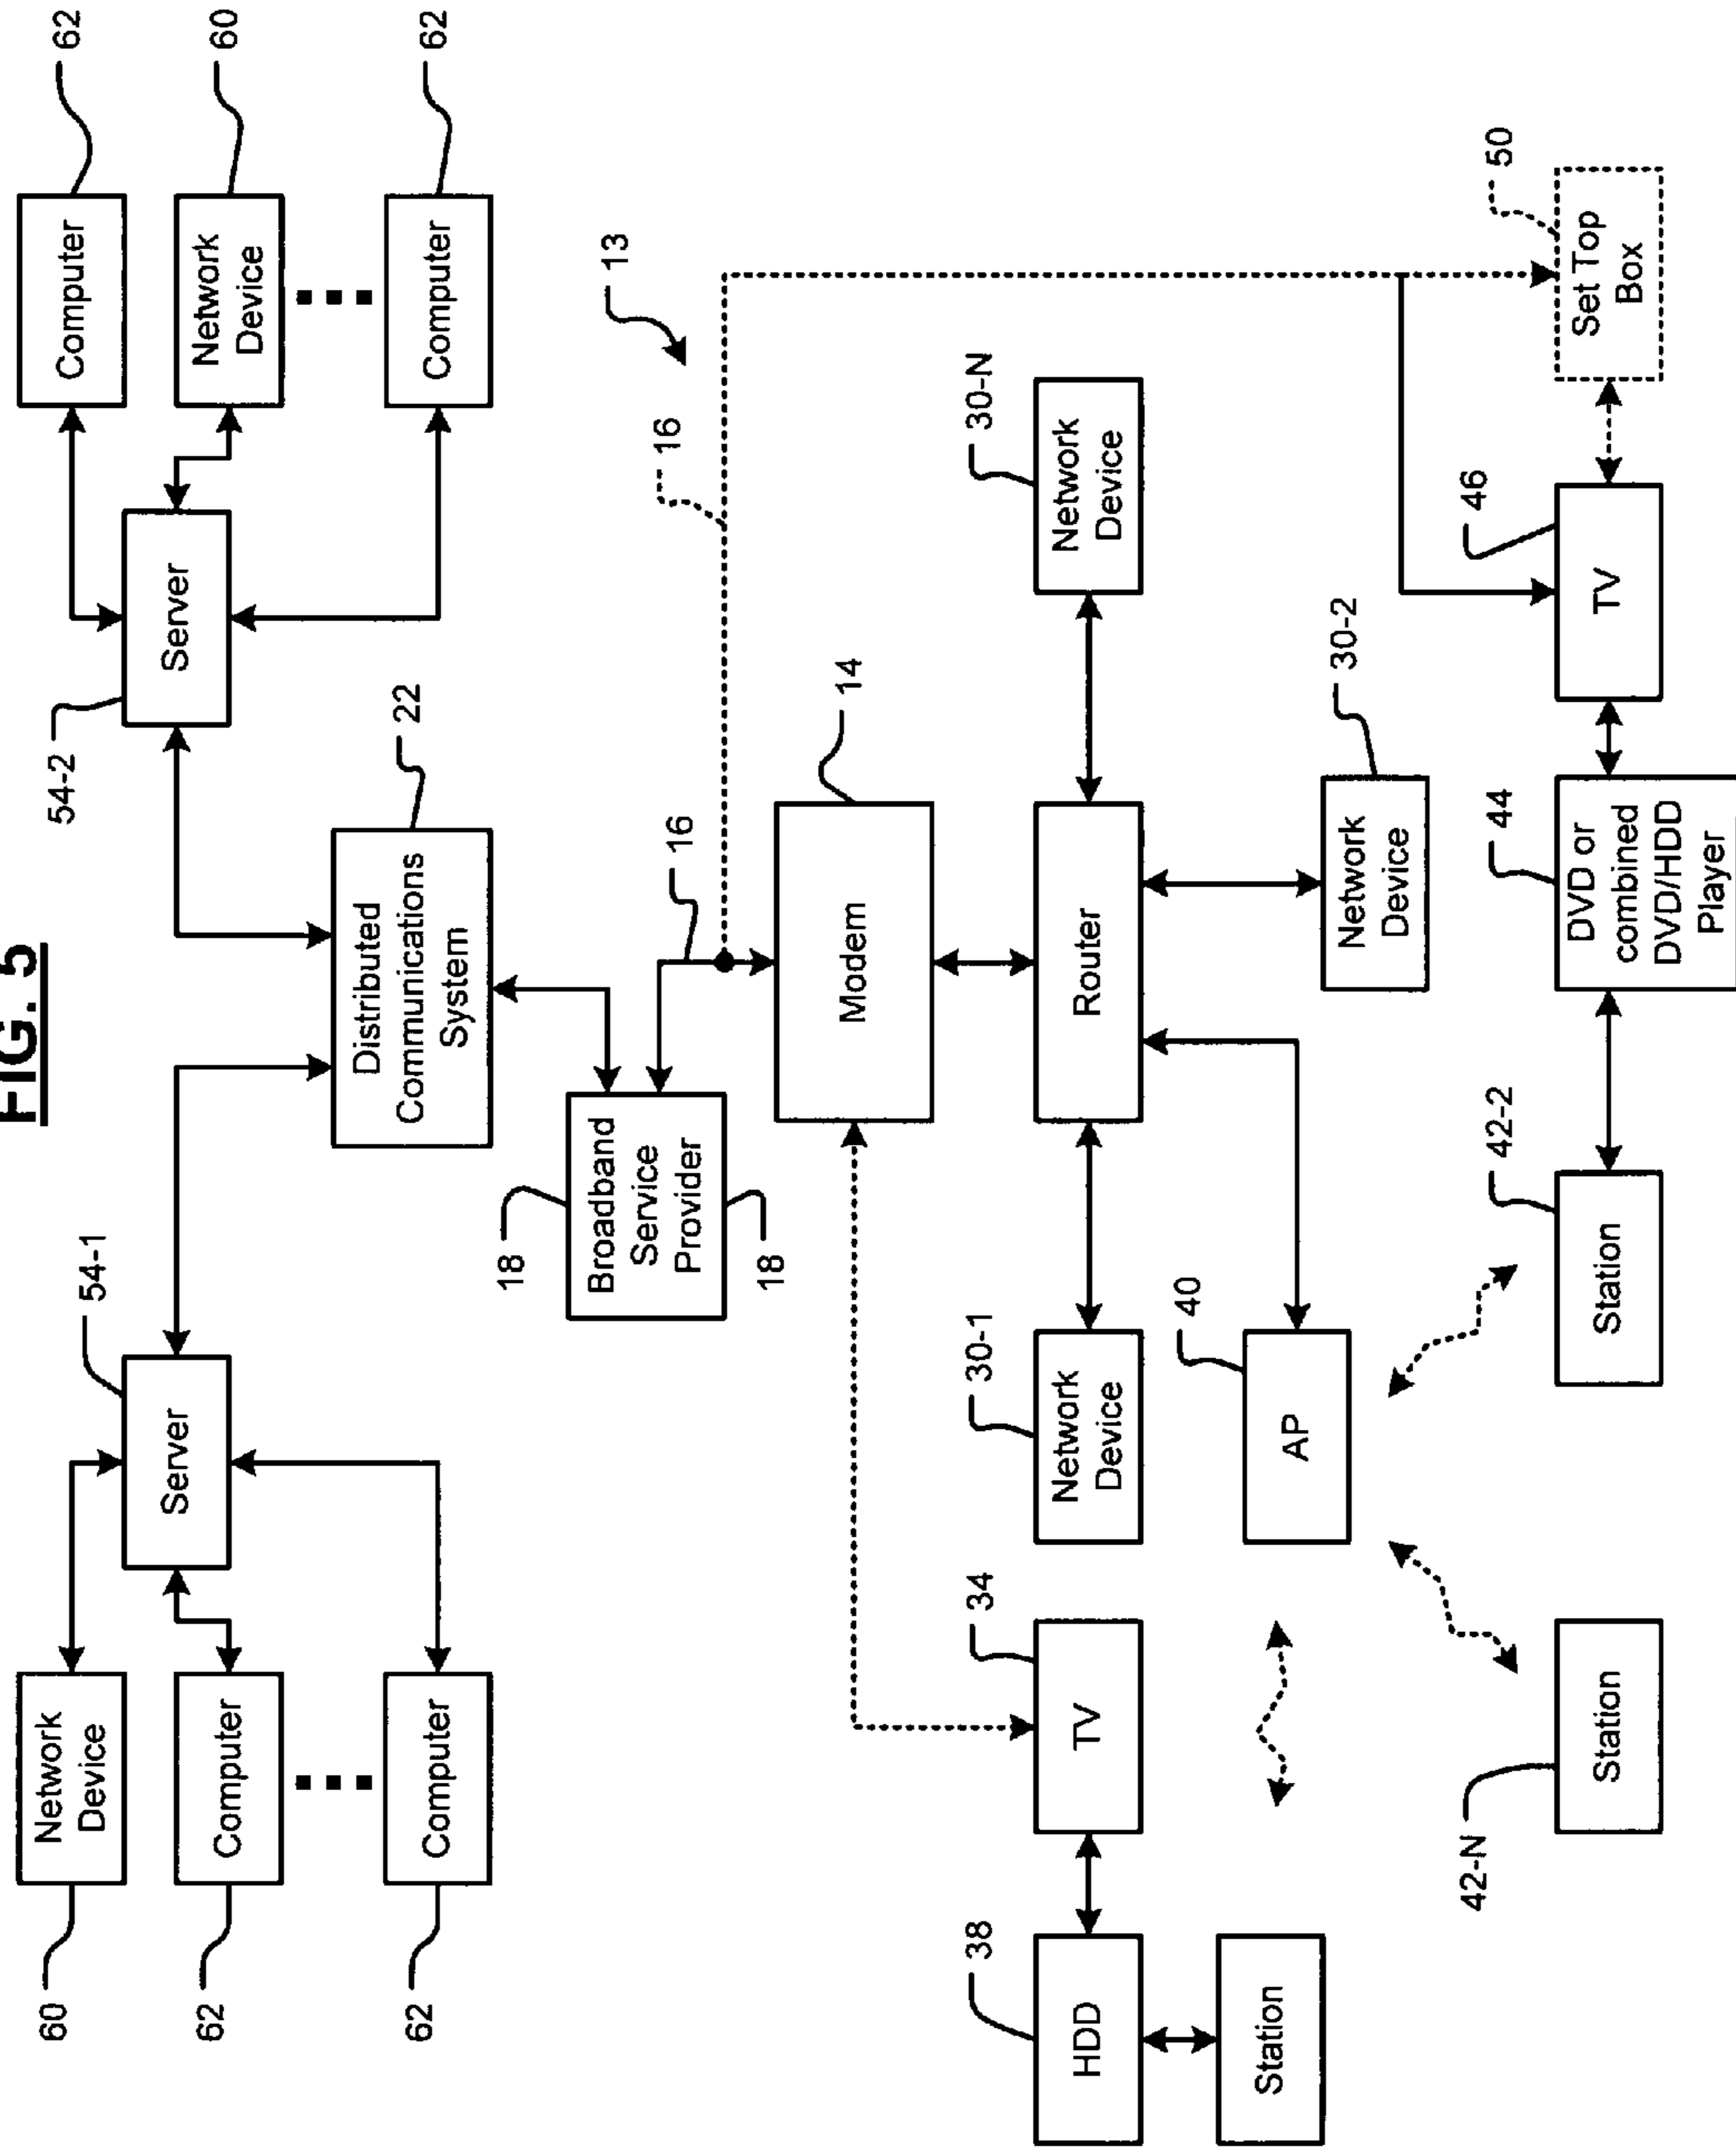 FIG. 5
60
Network
Device
54-1
54-2
Computer
62
62
Computer
Server
Server
Network
Device
60
62
Computer
Distributed
Communications
System
22
Computer
62
18
Broadband
Service
Provider
18
16
16
13
Modem
14
38
HDD
34
TV
30-1
Network
Device
Router
Network
Device
30-N
Station
40
AP
Network
Device
30-2
42-N
Station
42-2
Station
44
DVD or
combined
DVD/HDD
Player
46
TV
50
Set Top
Box